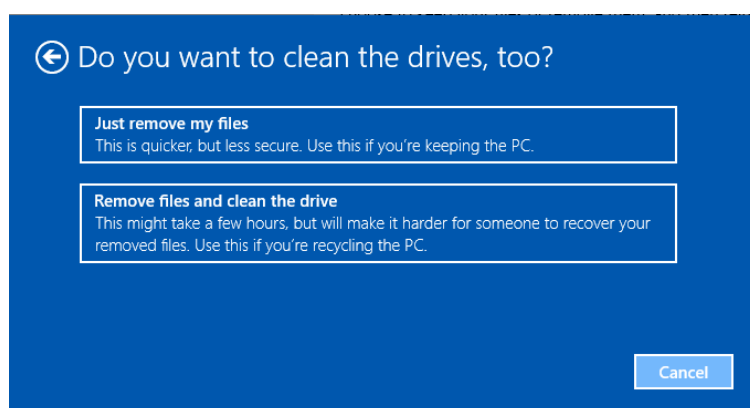 Do you want to clean the drives, too?
Just remove my files
This is quicker, but less secure. Use this if you're keeping the PC.
Remove files and clean the drive
This might take a few hours, but will make it harder for someone to recover your
removed files. Use this if you're recycling the PC.
Cancel